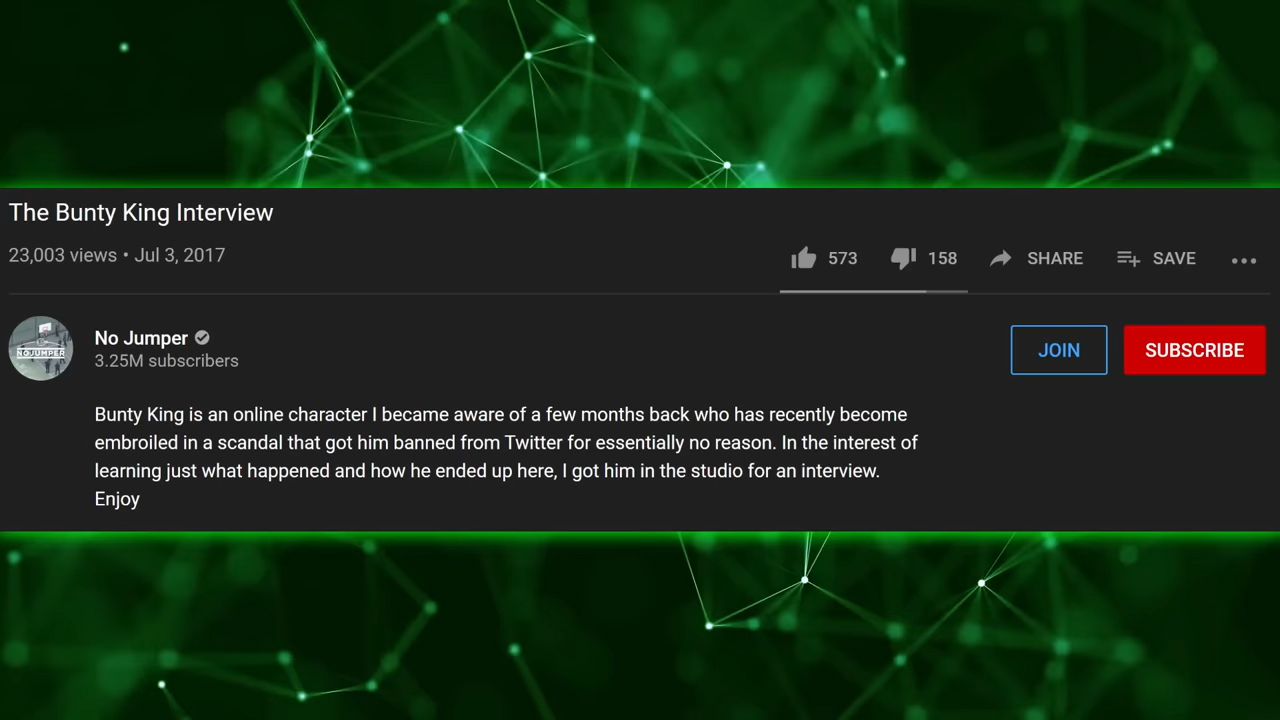 The Bunty King Interview
23,003 views • Jul 3, 2017
573 158 SHARE SAVE
NOJUMPER
No Jumper
3.25M subscribers
JOIN SUBSCRIBE
Bunty King is an online character I became aware of a few months back who has recently become
embroiled in a scandal that got him banned from Twitter for essentially no reason. In the interest of
learning just what happened and how he ended up here, I got him in the studio for an interview.
Enjoy